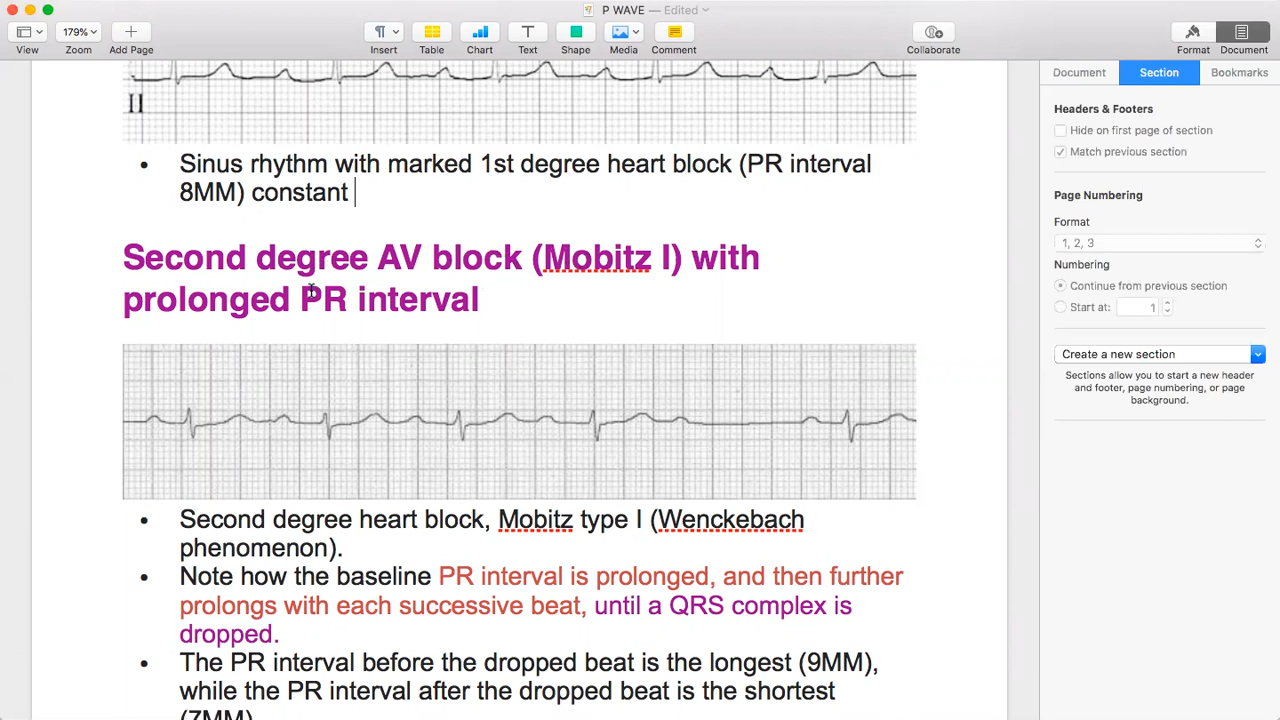 P WAVE — Edited
179%
View
Zoom
Add Page
Insert
Table
Chart
Text
Shape
Media
Comment
Collaborate
Format
Document
Document
Section
Bookmarks
II
• Sinus rhythm with marked 1st degree heart block (PR interval
8MM) constant
Second degree AV block (Mobitz I) with
prolonged PR interval
• Second degree heart block, Mobitz type I (Wenckebach
phenomenon).
• Note how the baseline PR interval is prolonged, and then further
prolongs with each successive beat, until a QRS complex is
dropped.
• The PR interval before the dropped beat is the longest (9MM),
while the PR interval after the dropped beat is the shortest
(7MM)
Headers & Footers
Hide on first page of section
Match previous section
Page Numbering
Format
1, 2, 3
Numbering
Continue from previous section
Start at: 1
Create a new section
Sections allow you to start a new header
and footer, page numbering, or page
background.